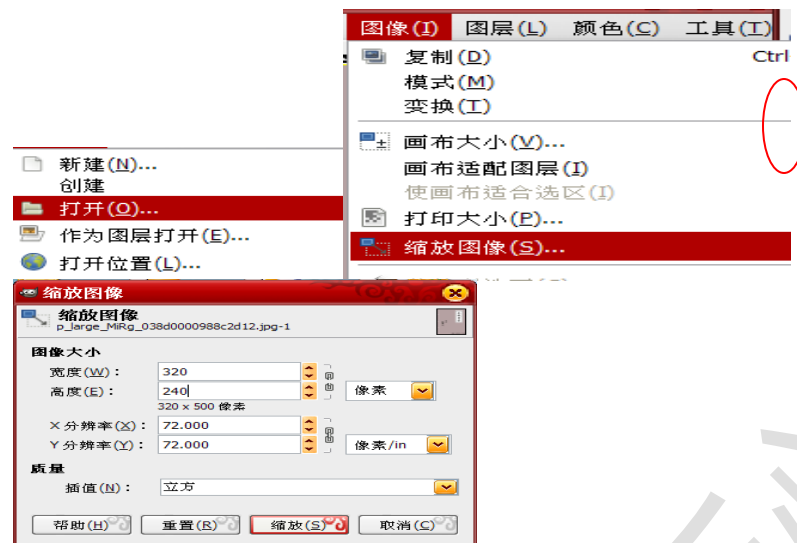 图像(I) 图层(L) 颜色(C) 工具(T)
复制(D) Ctrl
模式(M)
变换(T)
画布大小(V)...
画布适配图层(I)
使画布适合选区(I)
打印大小(P)...
缩放图像(S)...
新建(N)...
创建
打开(O)...
作为图层打开(E)...
打开位置(L)...
缩放图像
缩放图像
p_large_MiRg_038d0000988c2d12.jpg-1
图像大小
宽度(W)： 320
高度(E)： 240 像素
320 x 500 像素
X分辨率(X)： 72.000
Y分辨率(Y)： 72.000 像素/in
质量
插值(N)： 立方
帮助(H) 重置(R) 缩放(S) 取消(C)